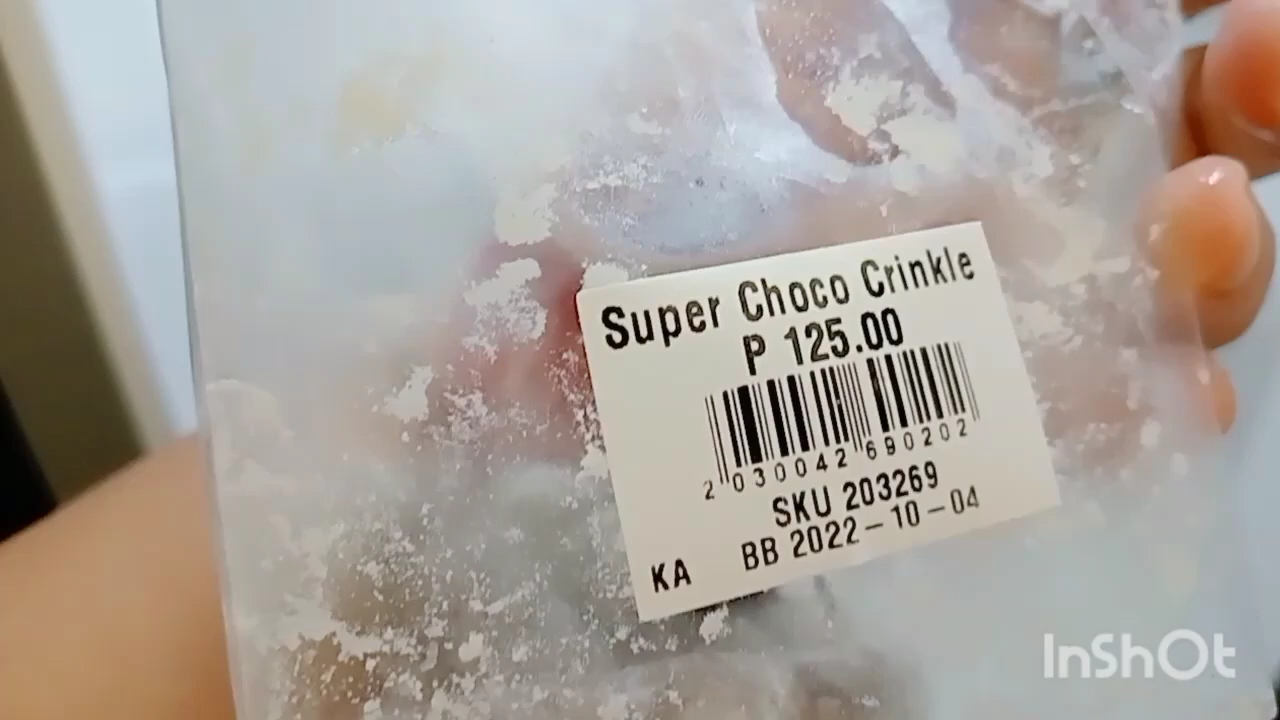 Super Choco Crinkle
P 125.00
2 030042 690202
SKU 203269
BB 2022-10-04
KA
InShOt